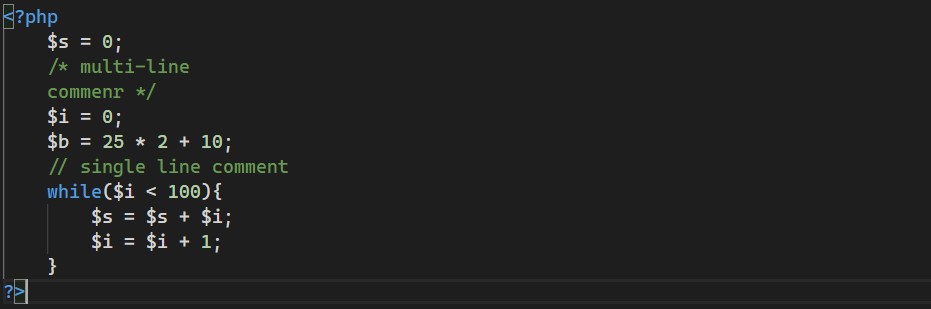 <?php
$s = 0;
/* multi-line
commenr */
$i = 0;
$b = 25 * 2 + 10;
// single line comment
while($i < 100){
$s = $s + $i;
$i = $i + 1;
}
?>